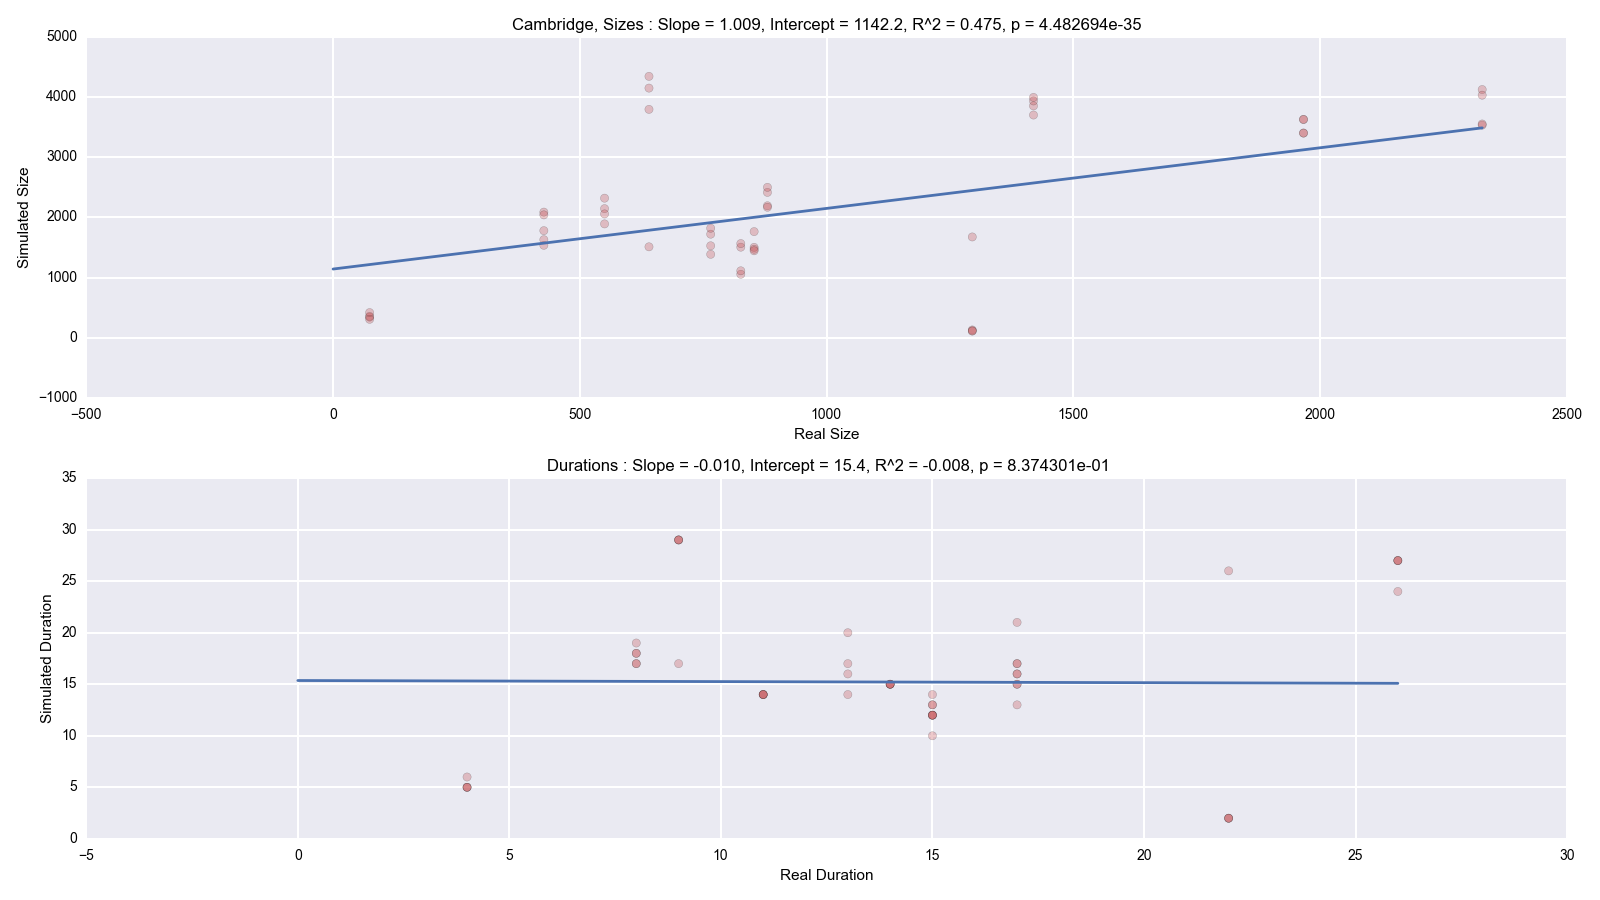 Cambridge, Sizes : Slope = 1.009, Intercept = 1142.2, R^2 = 0.475, p = 4.482694e-35
5000
4000
3000
2000
1000
0
−1000
Simulated Size
−500 0 500 1000 1500 2000 2500
Real Size
Durations : Slope = -0.010, Intercept = 15.4, R^2 = -0.008, p = 8.374301e-01
35
30
25
20
15
10
5
0
Simulated Duration
−5 0 5 10 15 20 25 30
Real Duration